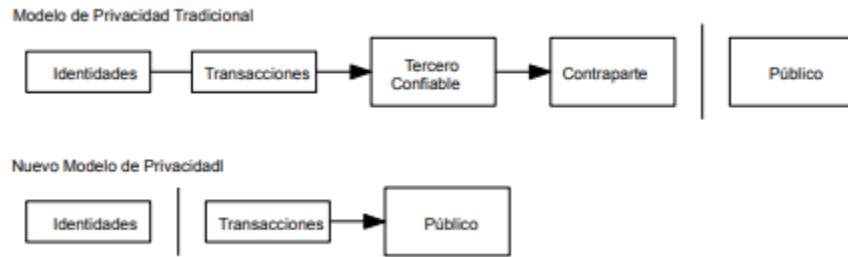 Modelo de Privacidad Tradicional
Identidades
Transacciones
Tercero
Confiable
Contraparte
Público
Nuevo Modelo de Privacidadl
Identidades
Transacciones
Público